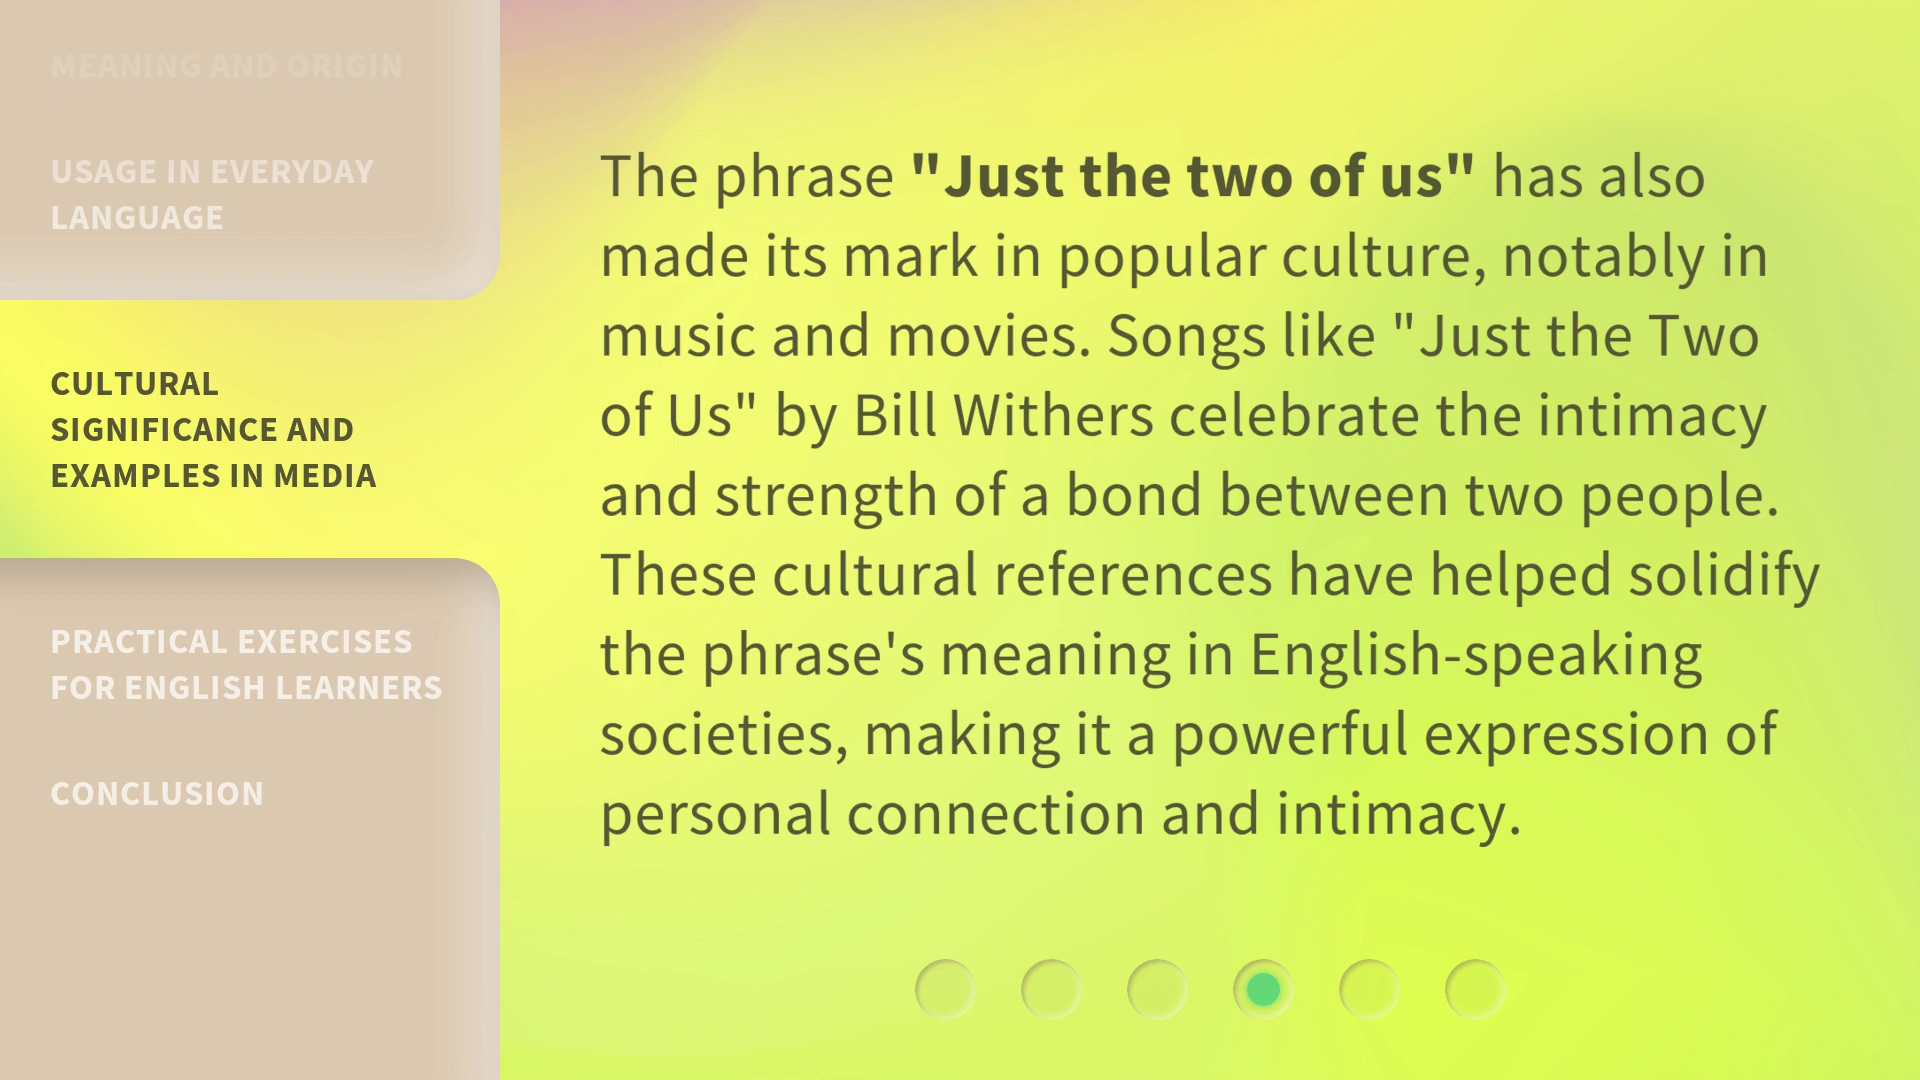 MEANING AND ORIGIN
USAGE IN EVERYDAY
LANGUAGE
CULTURAL
SIGNIFICANCE AND
EXAMPLES IN MEDIA
PRACTICAL EXERCISES
FOR ENGLISH LEARNERS
CONCLUSION
The phrase "Just the two of us" has also
made its mark in popular culture, notably in
music and movies. Songs like "Just the Two
of Us" by Bill Withers celebrate the intimacy
and strength of a bond between two people.
These cultural references have helped solidify
the phrase's meaning in English-speaking
societies, making it a powerful expression of
personal connection and intimacy.